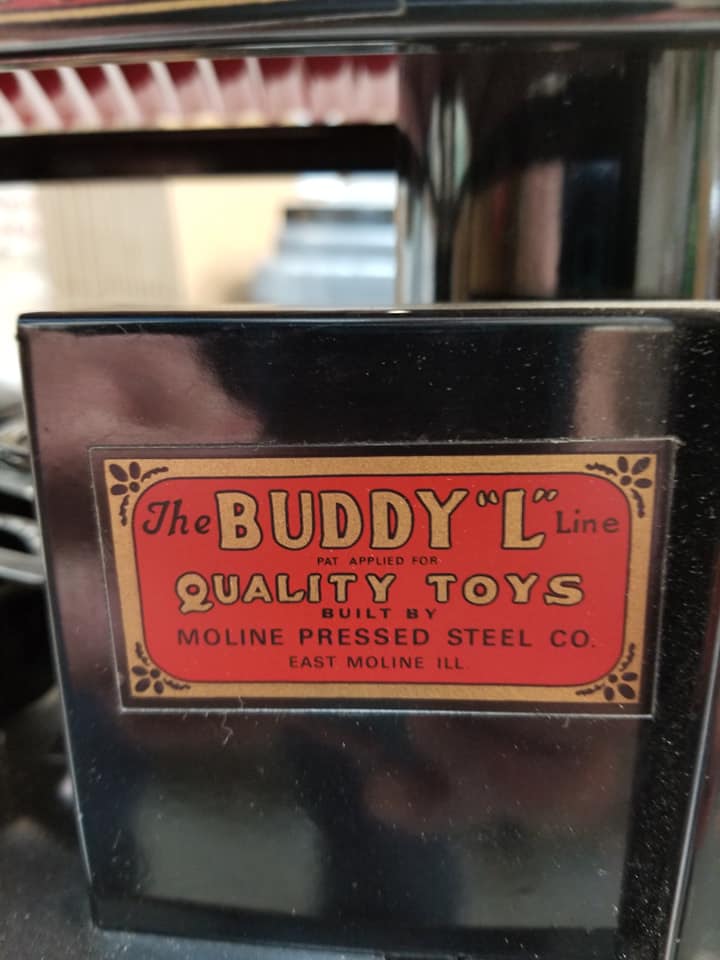 The BUDDY "L" Line
PAT APPLIED FOR
QUALITY TOYS
BUILT BY
MOLINE PRESSED STEEL CO.
EAST MOLINE ILL.